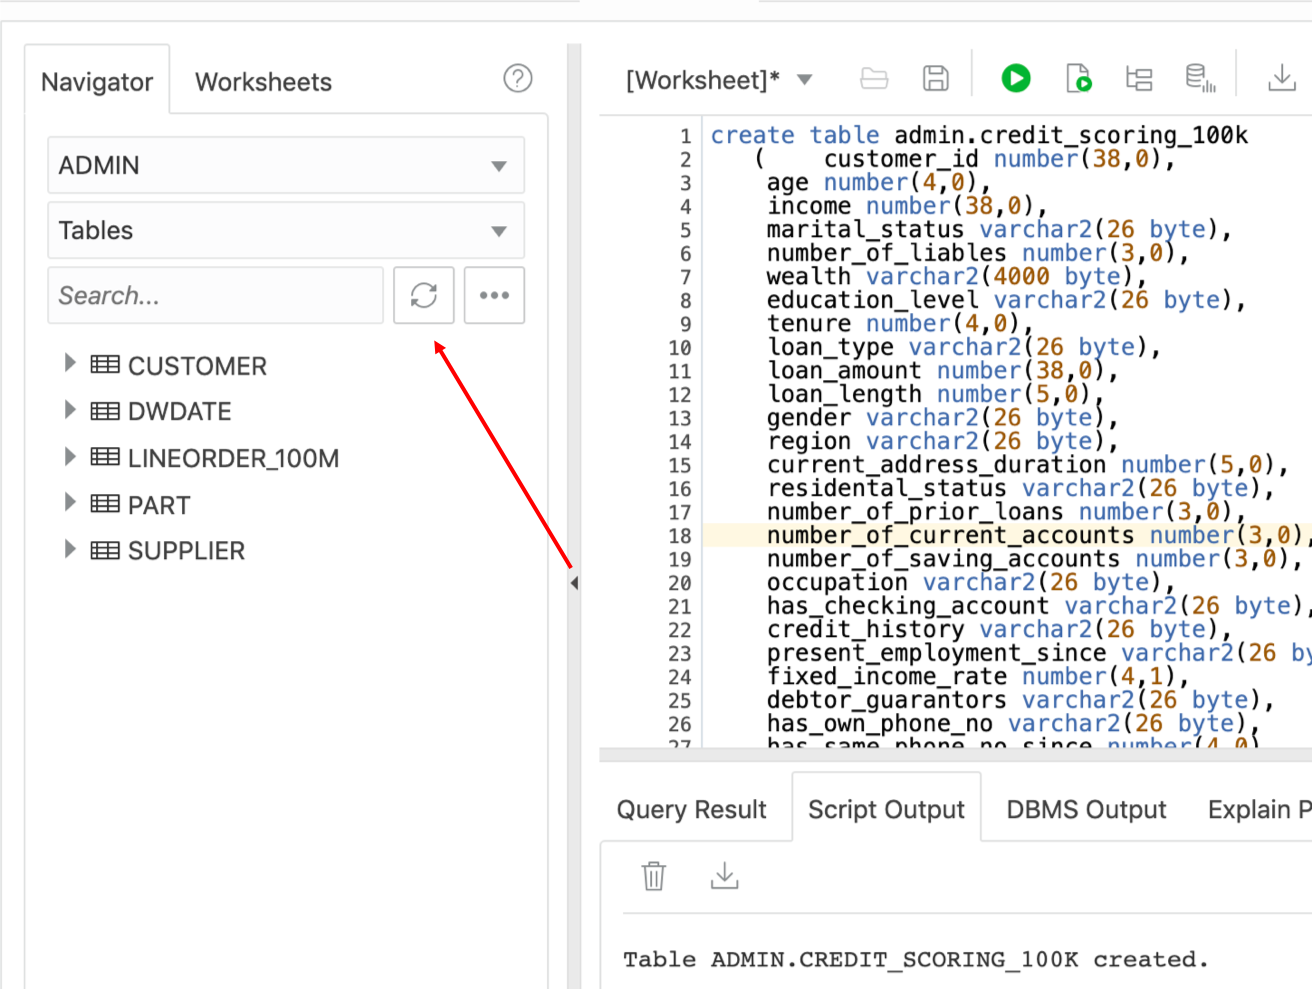 Navigator
Worksheets
ADMIN
Tables
Search...
CUSTOMER
DWDATE
LINEORDER_100M
PART
SUPPLIER
[Worksheet]*
1 create table admin.credit_scoring_100k
2 ( customer_id number(38,0),
3 age number(4,0),
4 income number(38,0),
5 marital_status varchar2(26 byte),
6 number_of_liables number(3,0),
7 wealth varchar2(4000 byte),
8 education_level varchar2(26 byte),
9 tenure number(4,0),
10 loan_type varchar2(26 byte),
11 loan_amount number(38,0),
12 loan_length number(5,0),
13 gender varchar2(26 byte),
14 region varchar2(26 byte),
15 current_address_duration number(5,0),
16 residental_status varchar2(26 byte),
17 number_of_prior_loans number(3,0),
18 number_of_current_accounts number(3,0),
19 number_of_saving_accounts number(3,0),
20 occupation varchar2(26 byte),
21 has_checking_account varchar2(26 byte),
22 credit_history varchar2(26 byte),
23 present_employment_since varchar2(26 by
24 fixed_income_rate number(4,1),
25 debtor_guarantors varchar2(26 byte),
26 has_own_phone_no varchar2(26 byte),
27 has_same_phone_no_since number(4,0)
Query Result
Script Output
DBMS Output
Explain P
Table ADMIN.CREDIT_SCORING_100K created.